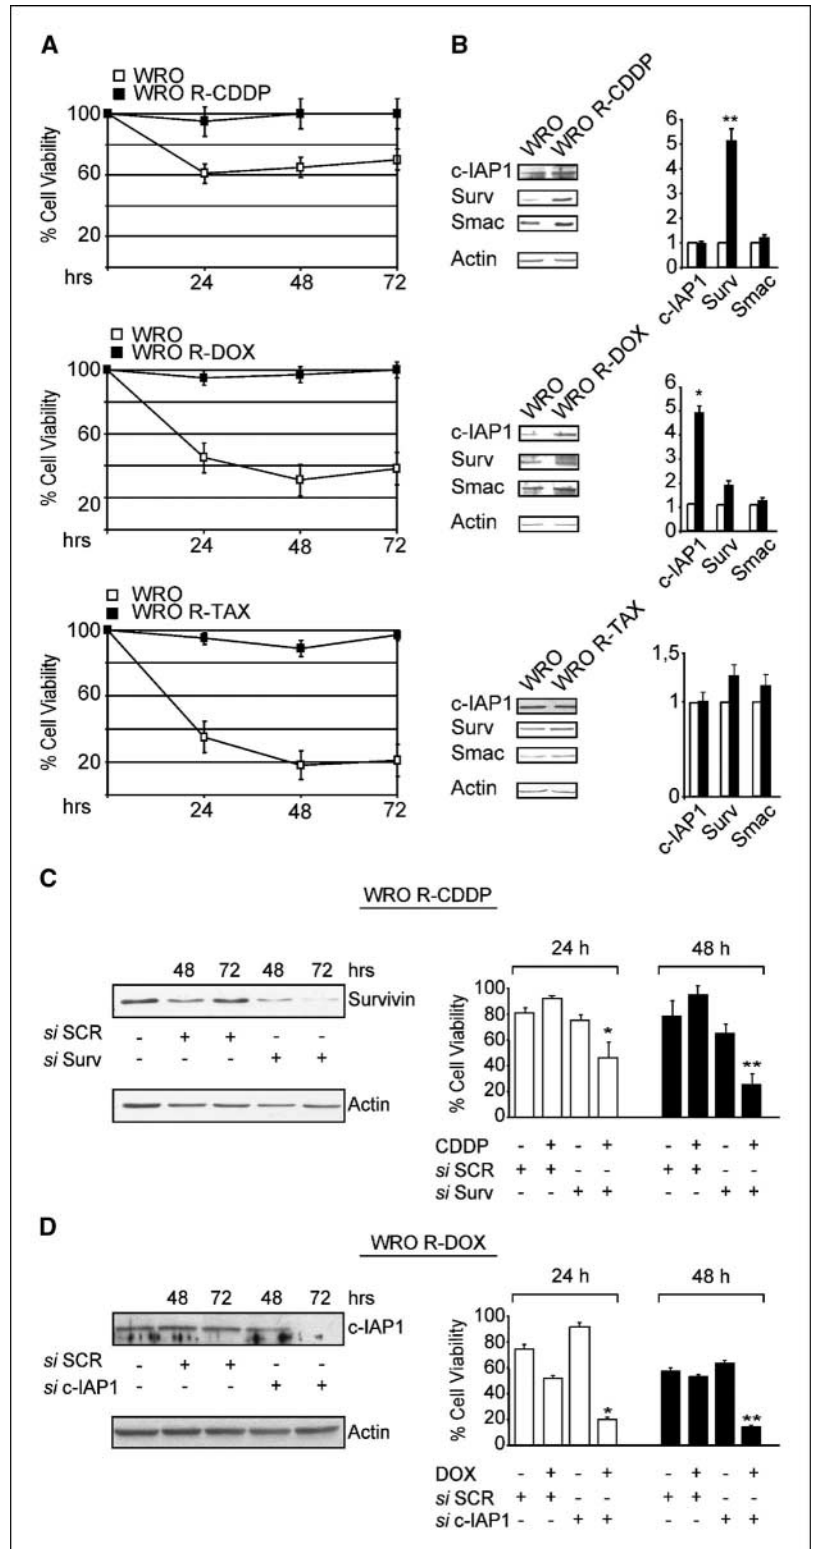 A
WRO
WRO R-CDDP
% Cell Viability
100
60
20
hrs
24 48 72
WRO
WRO R-DOX
% Cell Viability
100
60
20
hrs
24 48 72
WRO
WRO R-TAX
% Cell Viability
100
60
20
hrs
24 48 72
B
WRO WRO R-CDDP
c-IAP1
Surv
Smac
Actin
6
5
4
3
2
1
0
**
c-IAP1 Surv Smac
WRO WRO R-DOX
c-IAP1
Surv
Smac
Actin
6
5
4
3
2
1
0
*
c-IAP1 Surv Smac
WRO WRO R-TAX
c-IAP1
Surv
Smac
Actin
1,5
1
0
c-IAP1 Surv Smac
C
WRO R-CDDP
48 72 48 72 hrs
Survivin
si SCR - + + - -
si Surv - - - + +
Actin
24 h 48 h
% Cell Viability
100
80
60
40
20
0
* **
CDDP - + - + - + - +
si SCR + + - - + + - -
si Surv - - + + - - + +
D
WRO R-DOX
48 72 48 72 hrs
c-IAP1
si SCR - + + - -
si c-IAP1 - - - + +
Actin
24 h 48 h
% Cell Viability
100
80
60
40
20
0
* **
DOX - + - + - + - +
si SCR + + - - + + - -
si c-IAP1 - - + + - - + +